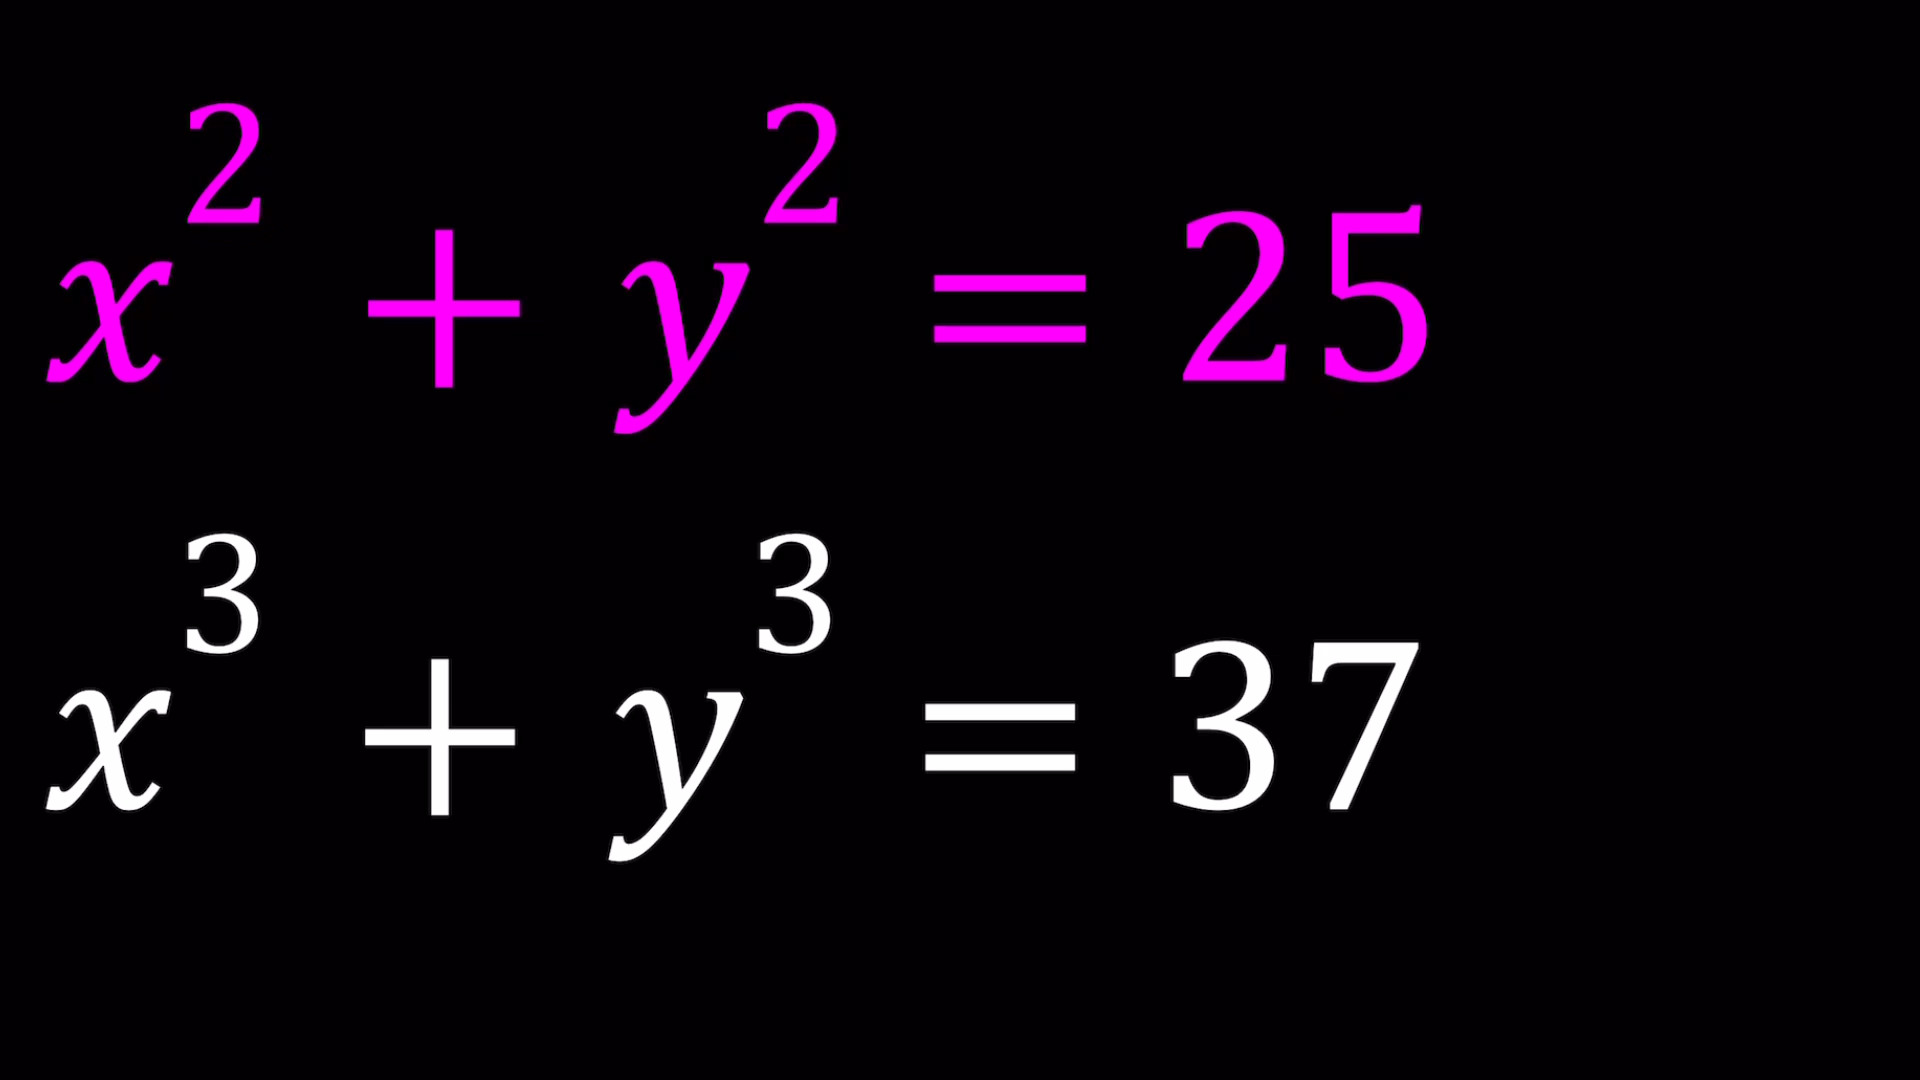 x² + y² = 25
x³ + y³ = 37